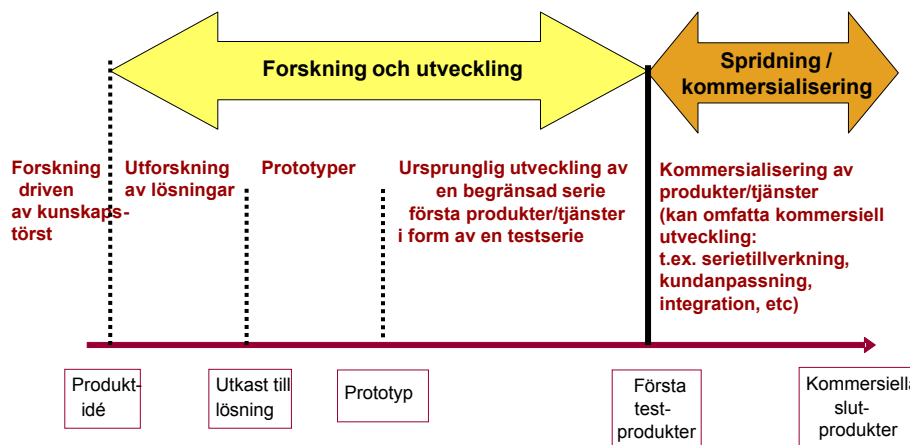 Forskning och utveckling
Spridning /
kommersialisering
Forskning
driven
av kunskaps-
törst
Utforskning
av lösningar
Prototyper
Ursprunglig utveckling av
en begränsad serie
första produkter/tjänster
i form av en testserie
Kommersialisering av
produkter/tjänster
(kan omfatta kommersiell
utveckling:
t.ex. serietillverkning,
kundanpassning,
integration, etc)
Produkt-
idé
Utkast till
lösning
Prototyp
Första
test-
produkter
Kommersiella
slut-
produkter